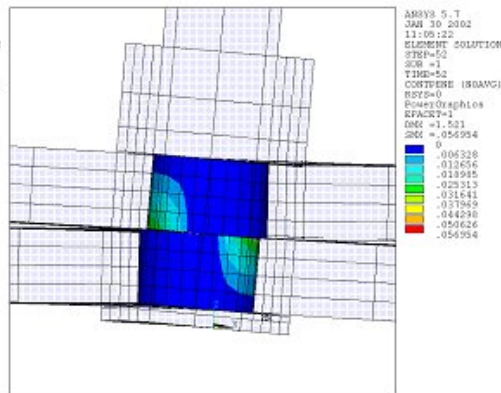 ANSYS 5.7
JAN 30 2002
11:05:22
ELEMENT SOLUTION
STEP=52
SUB =1
TIME=52
CONTPENE (NOAVG)
RSYS=0
PowerGraphics
EFACET=1
DMX =1.521
SMX =.056954
0
.006328
.012656
.018985
.025313
.031641
.037969
.044298
.050626
.056954